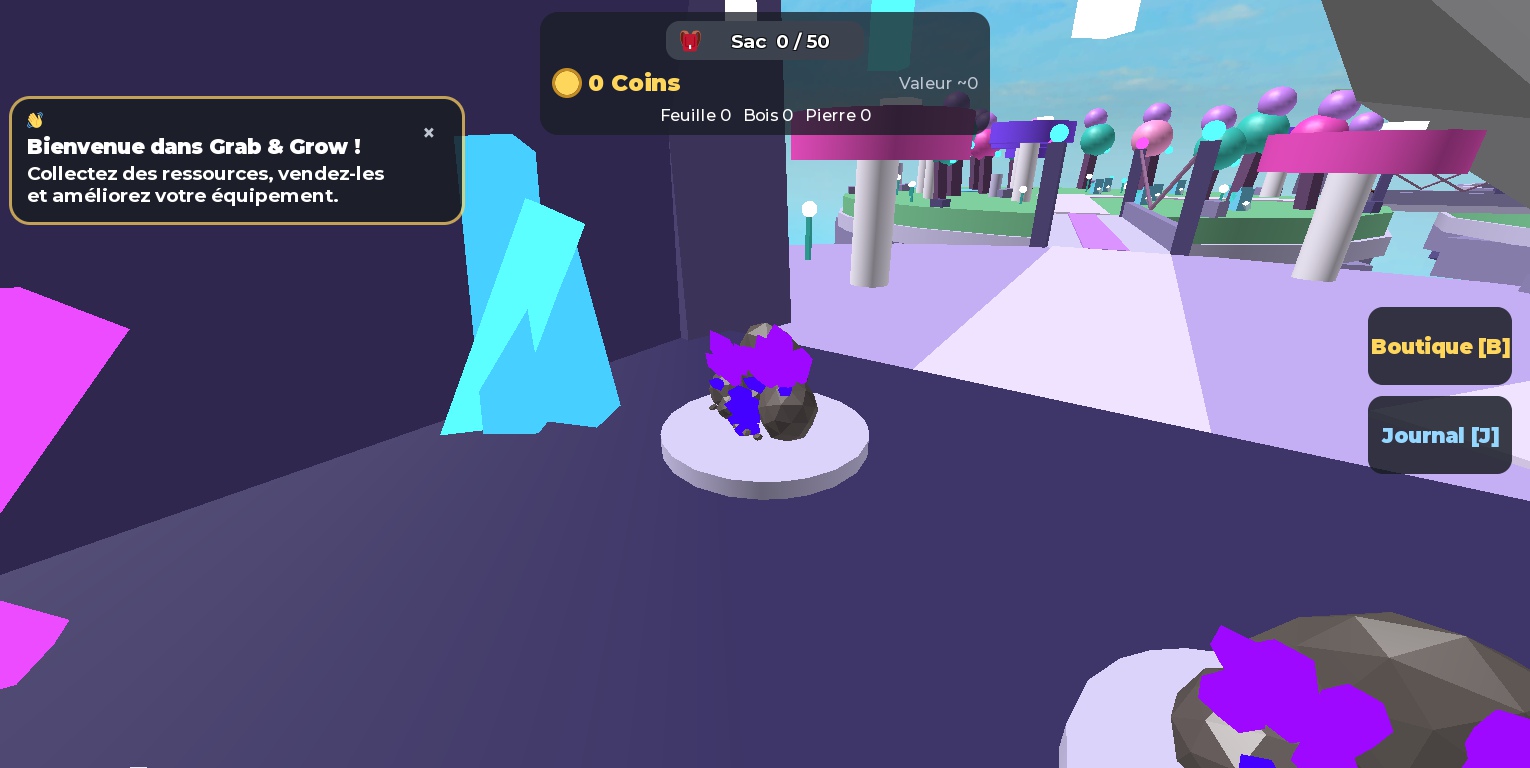 Sac 0 / 50
0 Coins
Valeur ~0
Feuille 0 Bois 0 Pierre 0
×
Bienvenue dans Grab & Grow !
Collectez des ressources, vendez-les
et améliorez votre équipement.
Boutique [B]
Journal [J]